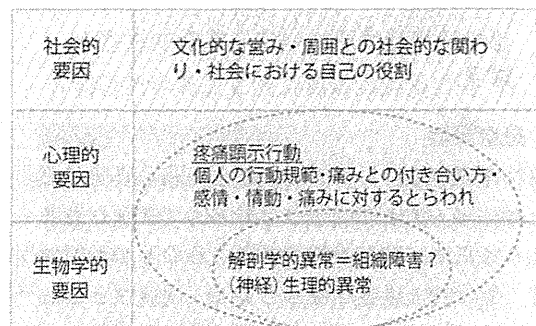 社会的
要因
文化的な営み・周囲との社会的な関わ
り・社会における自己の役割
心理的
要因
疼痛顕示行動
個人の行動規範・痛みとの付き合い方・
感情・情動・痛みに対するとらわれ
生物学的
要因
解剖学的異常＝組織障害？
(神経)生理的異常